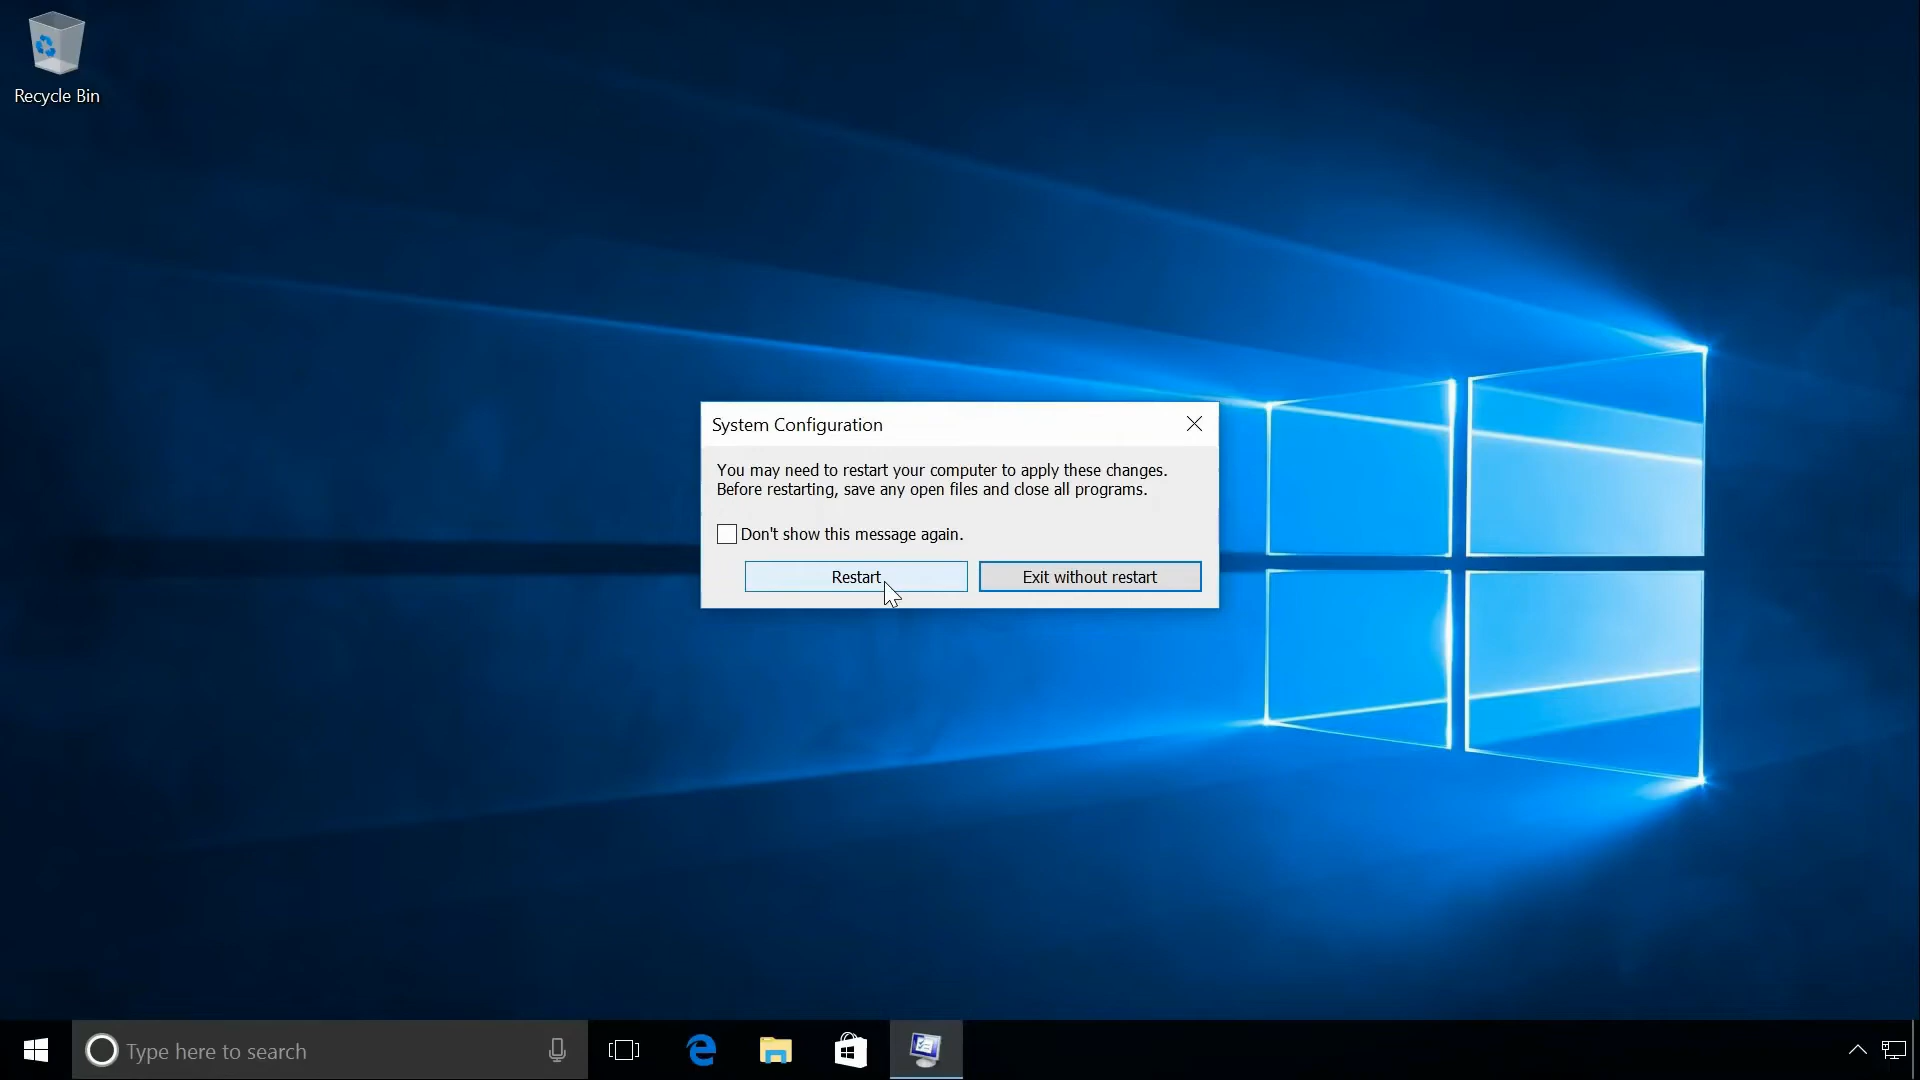 Recycle Bin
System Configuration
You may need to restart your computer to apply these changes.
Before restarting, save any open files and close all programs.
Don't show this message again.
Restart
Exit without restart
Type here to search